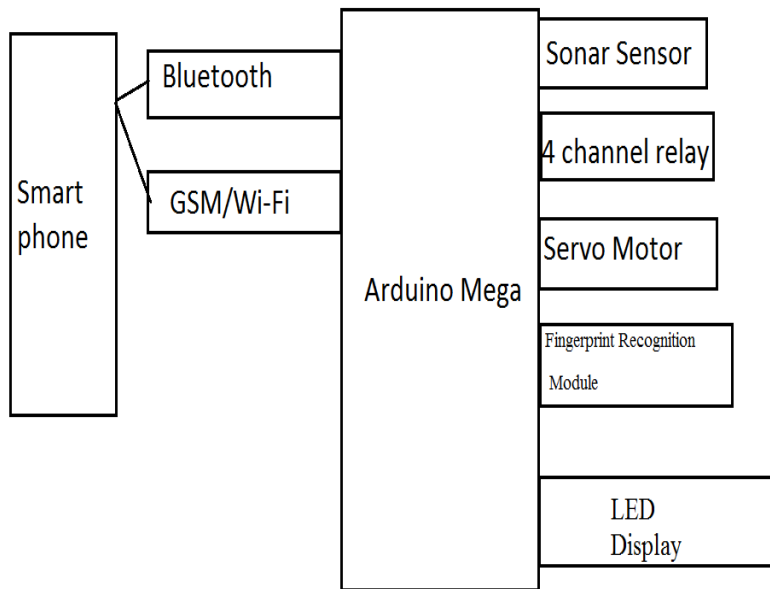 Smart
phone
Bluetooth
GSM/Wi-Fi
Arduino Mega
Sonar Sensor
4 channel relay
Servo Motor
Fingerprint Recognition
Module
LED
Display